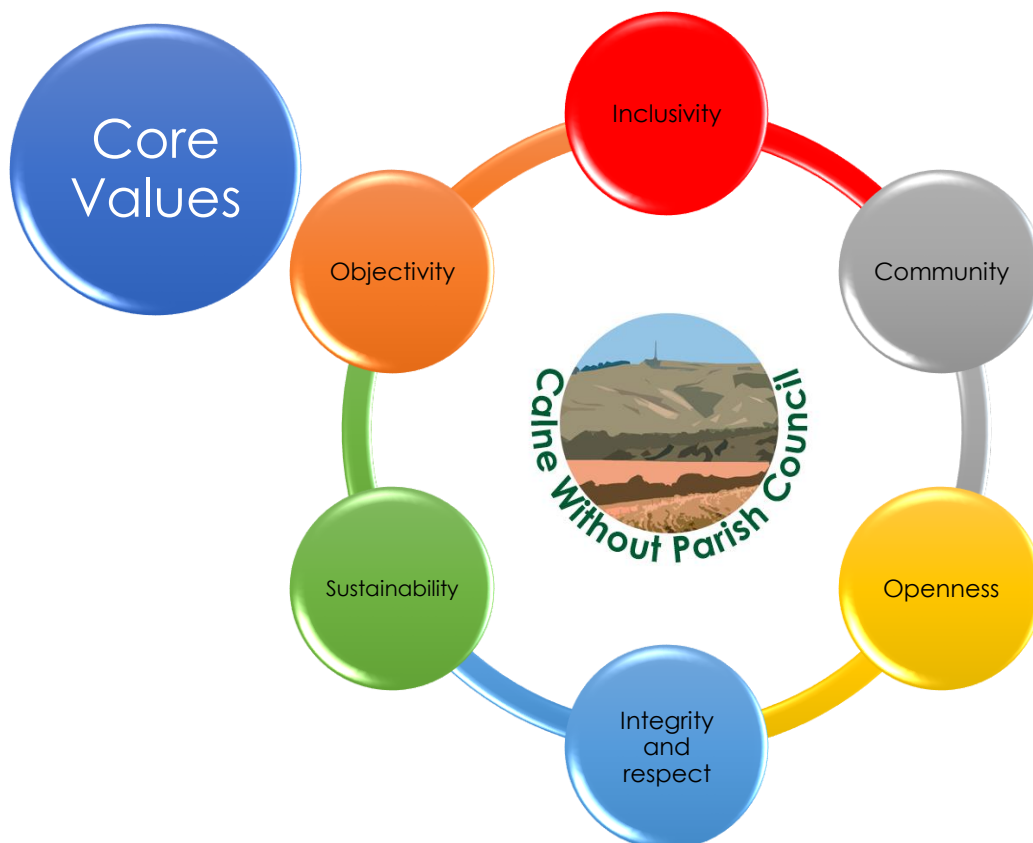 Core
Values
Inclusivity
Community
Openness
Integrity
and
respect
Sustainability
Objectivity
Calne Without Parish Council